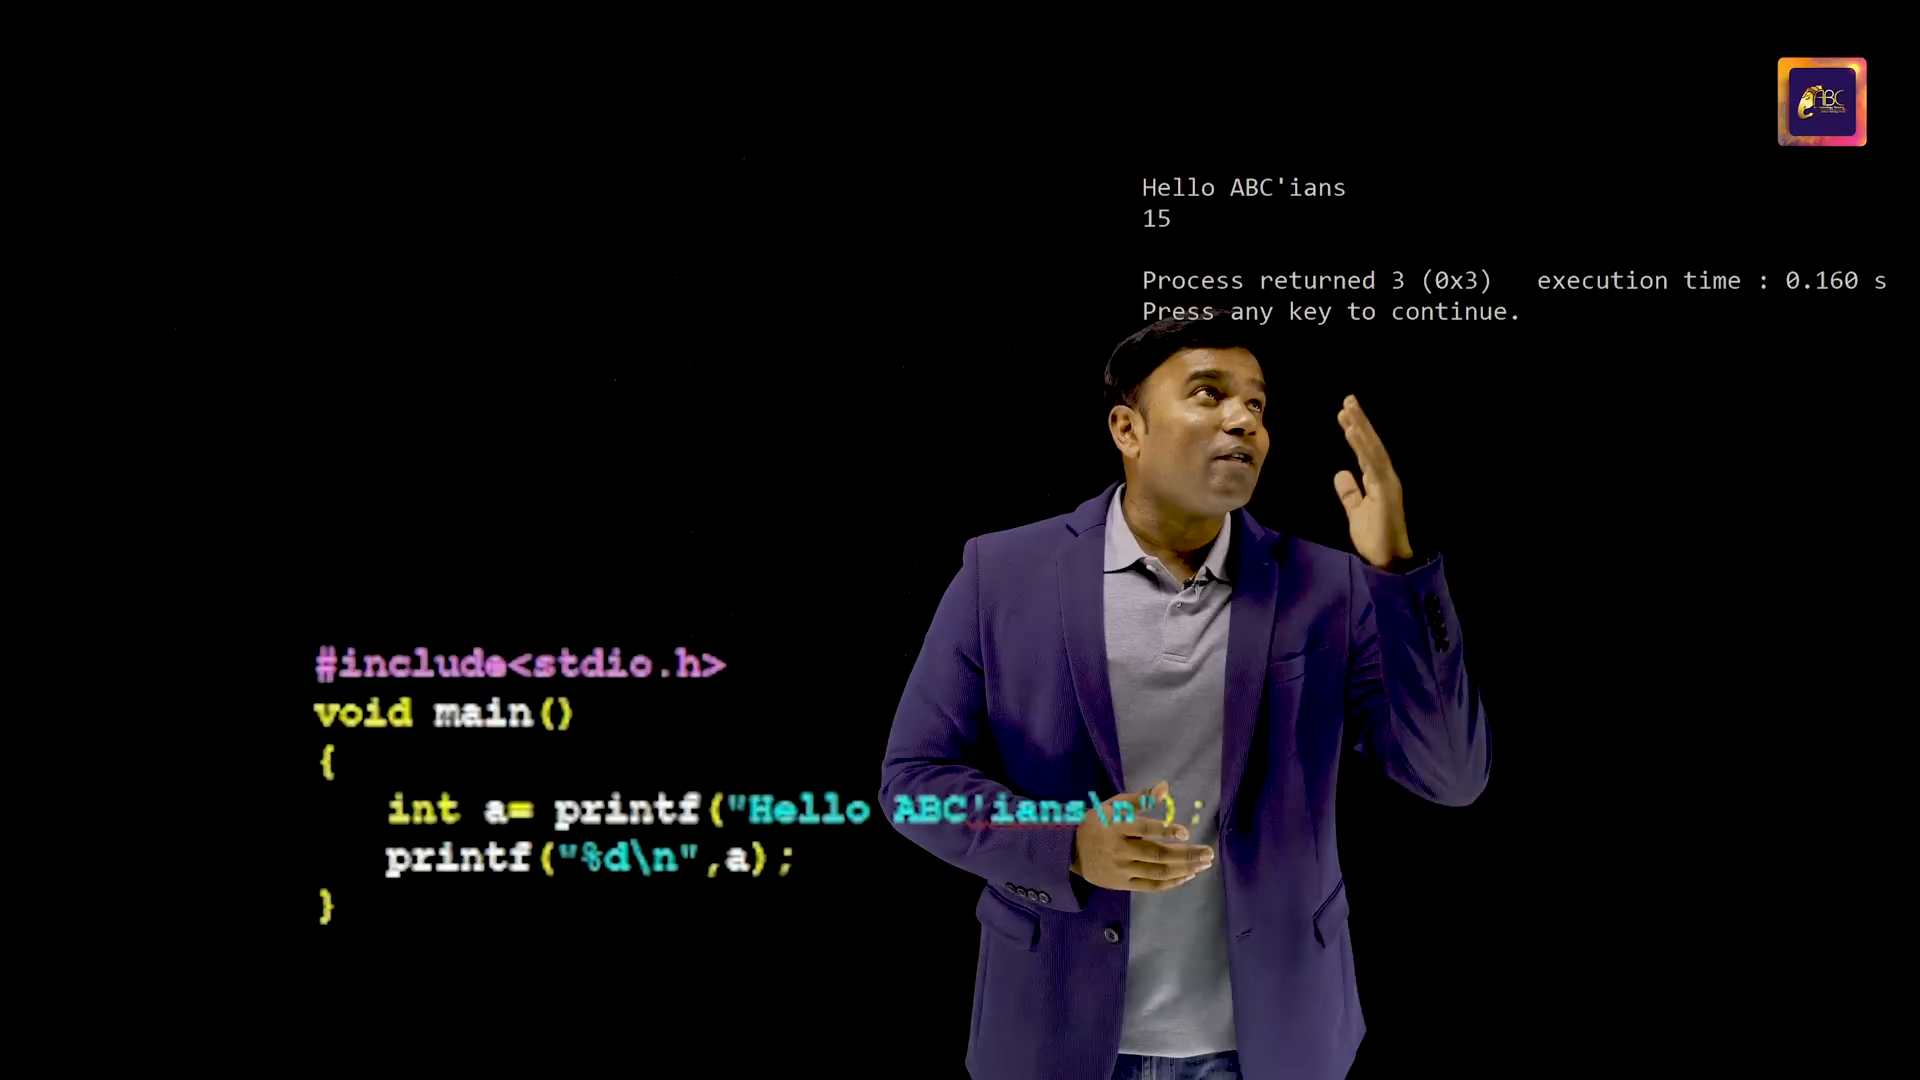 ABC
Hello ABC'ians
15
Process returned 3 (0x3)   execution time : 0.160 s
Press any key to continue.
#include<stdio.h>
void main()
{
   int a= printf("Hello ABC'ians\n");
   printf("%d\n",a);
}